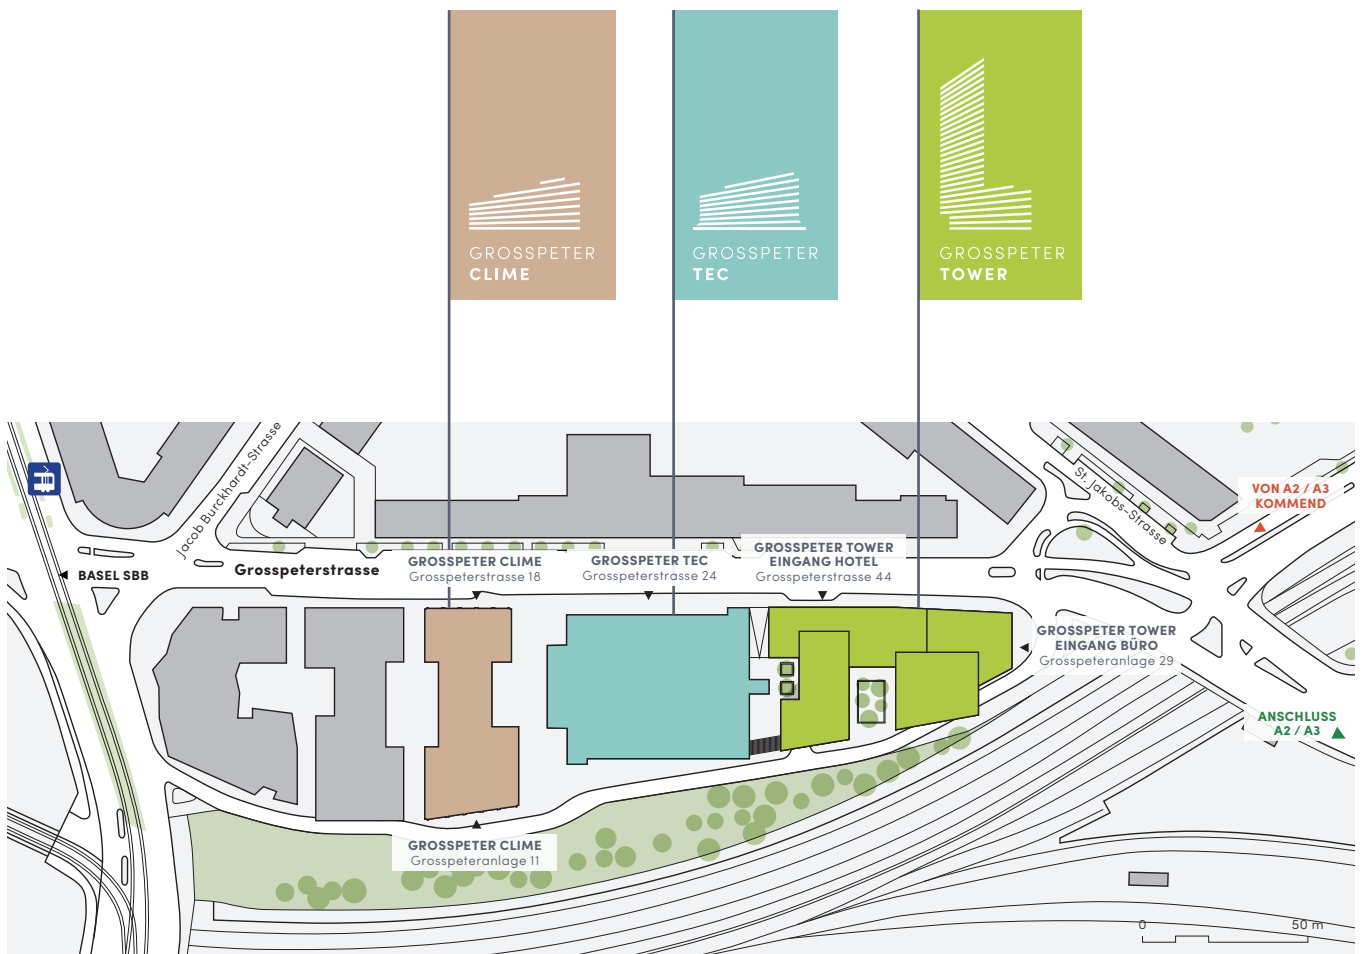 GROSSPETER
CLIME
GROSSPETER
TEC
GROSSPETER
TOWER
Jacob Burckhardt-Strasse
St. Jakobs-Strasse
VON A2 / A3
KOMMEND
BASEL SBB
Grosspeterstrasse
GROSSPETER CLIME
Grosspeterstrasse 18
GROSSPETER TEC
Grosspeterstrasse 24
GROSSPETER TOWER
EINGANG HOTEL
Grosspeterstrasse 44
GROSSPETER TOWER
EINGANG BÜRO
Grosspeteranlage 29
ANSCHLUSS
A2 / A3
GROSSPETER CLIME
Grosspeteranlage 11
0
50 m